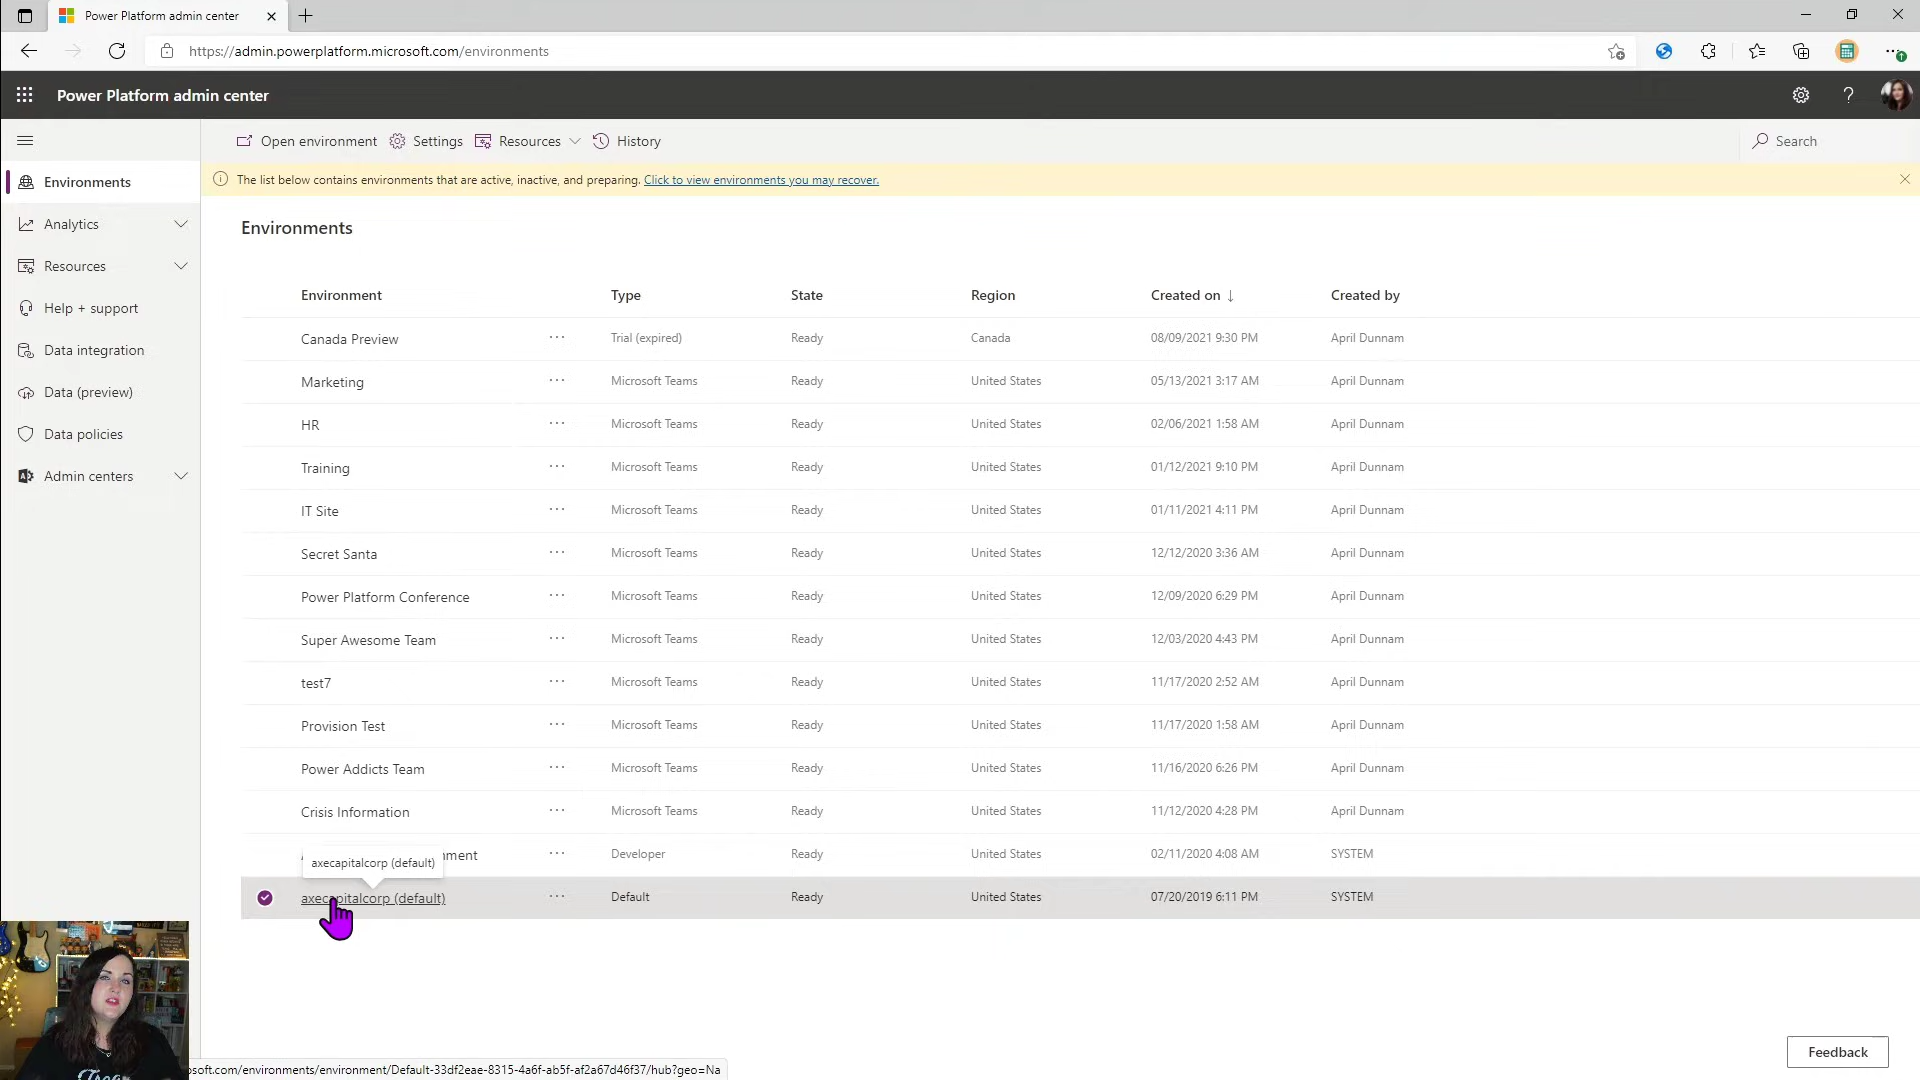 Power Platform admin center
https://admin.powerplatform.microsoft.com/environments
Power Platform admin center
Open environment Settings Resources History Search
Environments
The list below contains environments that are active, inactive, and preparing. Click to view environments you may recover.
Analytics
Resources
Help + support
Data integration
Data (preview)
Data policies
Admin centers
Environments
Environment Type State Region Created on ↓ Created by
Canada Preview ... Trial (expired) Ready Canada 08/09/2021 9:30 PM April Dunnam
Marketing ... Microsoft Teams Ready United States 05/13/2021 3:17 AM April Dunnam
HR ... Microsoft Teams Ready United States 02/06/2021 1:58 AM April Dunnam
Training ... Microsoft Teams Ready United States 01/12/2021 9:10 PM April Dunnam
IT Site ... Microsoft Teams Ready United States 01/11/2021 4:11 PM April Dunnam
Secret Santa ... Microsoft Teams Ready United States 12/12/2020 3:36 AM April Dunnam
Power Platform Conference ... Microsoft Teams Ready United States 12/09/2020 6:29 PM April Dunnam
Super Awesome Team ... Microsoft Teams Ready United States 12/03/2020 4:43 PM April Dunnam
test7 ... Microsoft Teams Ready United States 11/17/2020 2:52 AM April Dunnam
Provision Test ... Microsoft Teams Ready United States 11/17/2020 1:58 AM April Dunnam
Power Addicts Team ... Microsoft Teams Ready United States 11/16/2020 6:26 PM April Dunnam
Crisis Information ... Microsoft Teams Ready United States 11/12/2020 4:28 PM April Dunnam
nment ... Developer Ready United States 02/11/2020 4:08 AM SYSTEM
axecapitalcorp (default)
axecapitalcorp (default) ... Default Ready United States 07/20/2019 6:11 PM SYSTEM
Feedback
osoft.com/environments/environment/Default-33df2eae-8315-4a6f-ab5f-af2a67d46f37/hub?geo=Na